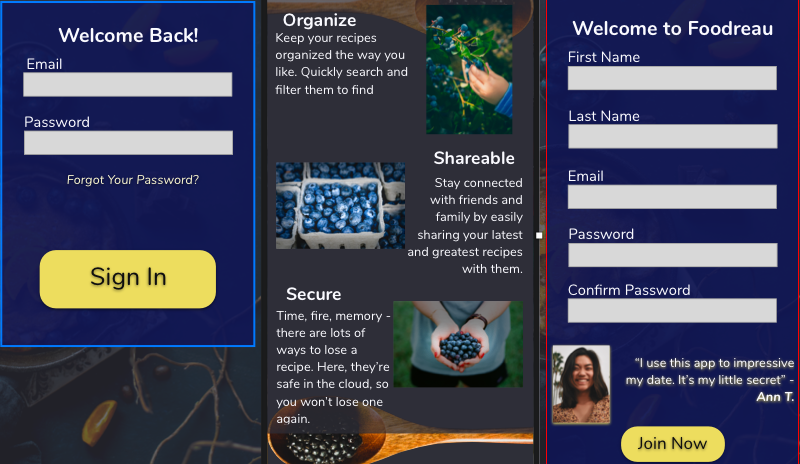 Welcome Back!
Email
Password
Forgot Your Password?
Sign In
Organize
Keep your recipes
organized the way you
like. Quickly search and
filter them to find
Shareable
Stay connected
with friends and
family by easily
sharing your latest
and greatest recipes
with them.
Secure
Time, fire, memory -
there are lots of
ways to lose a
recipe. Here, they're
safe in the cloud, so
you won't lose one
again.
Welcome to Foodreau
First Name
Last Name
Email
Password
Confirm Password
“I use this app to impressive
my date. It's my little secret” -
Ann T.
Join Now